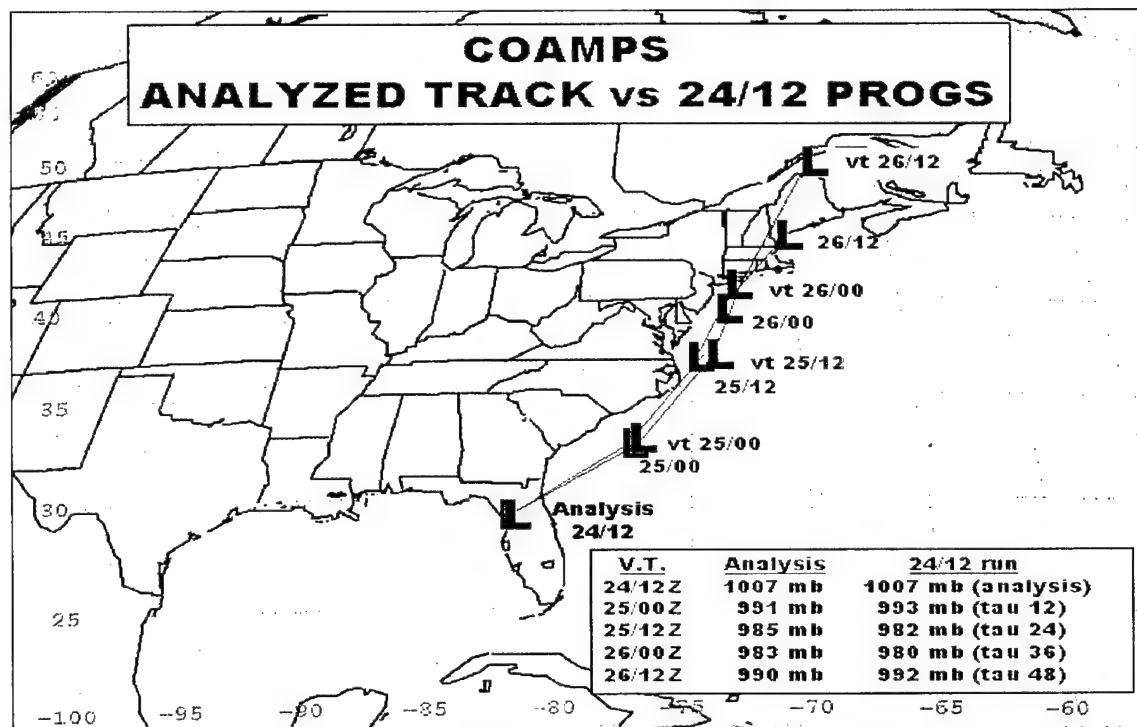 COAMPS
ANALYZED TRACK vs 24/12 PROGS
50
45
40
35
30
25
vt 26/12
26/12
vt 26/00
26/00
vt 25/12
25/12
vt 25/00
25/00
Analysis
24/12
V.T. Analysis 24/12 run
24/12Z 1007 mb 1007 mb (analysis)
25/00Z 991 mb 993 mb (tau 12)
25/12Z 985 mb 982 mb (tau 24)
26/00Z 983 mb 980 mb (tau 36)
26/12Z 990 mb 992 mb (tau 48)
-100 -95 -90 -85 -80 -75 -70 -65 -60
L
L
L
L
L
L
L
L
L